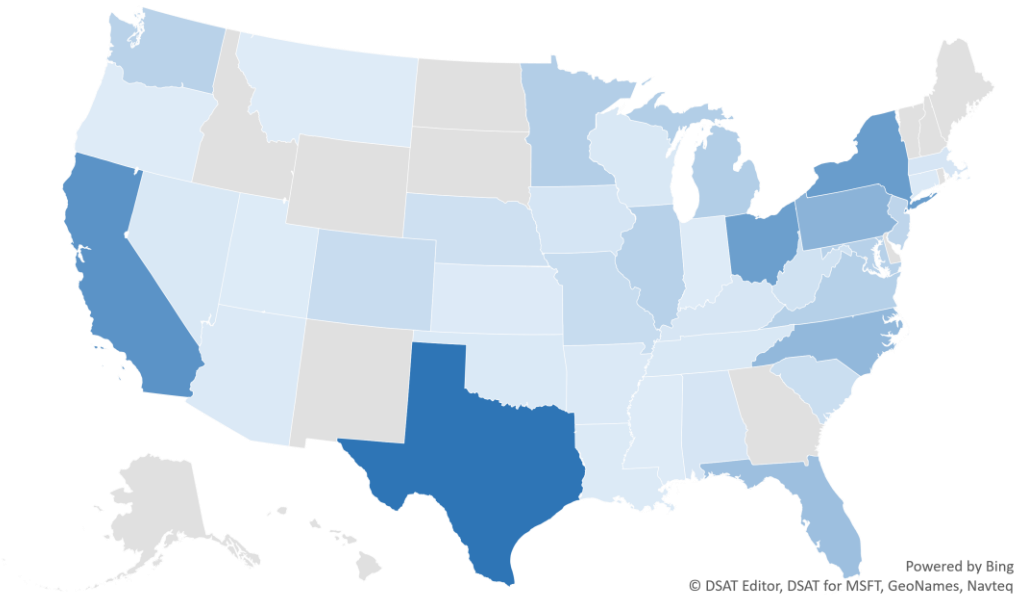 Powered by Bing
© DSAT Editor, DSAT for MSFT, GeoNames, Navteq